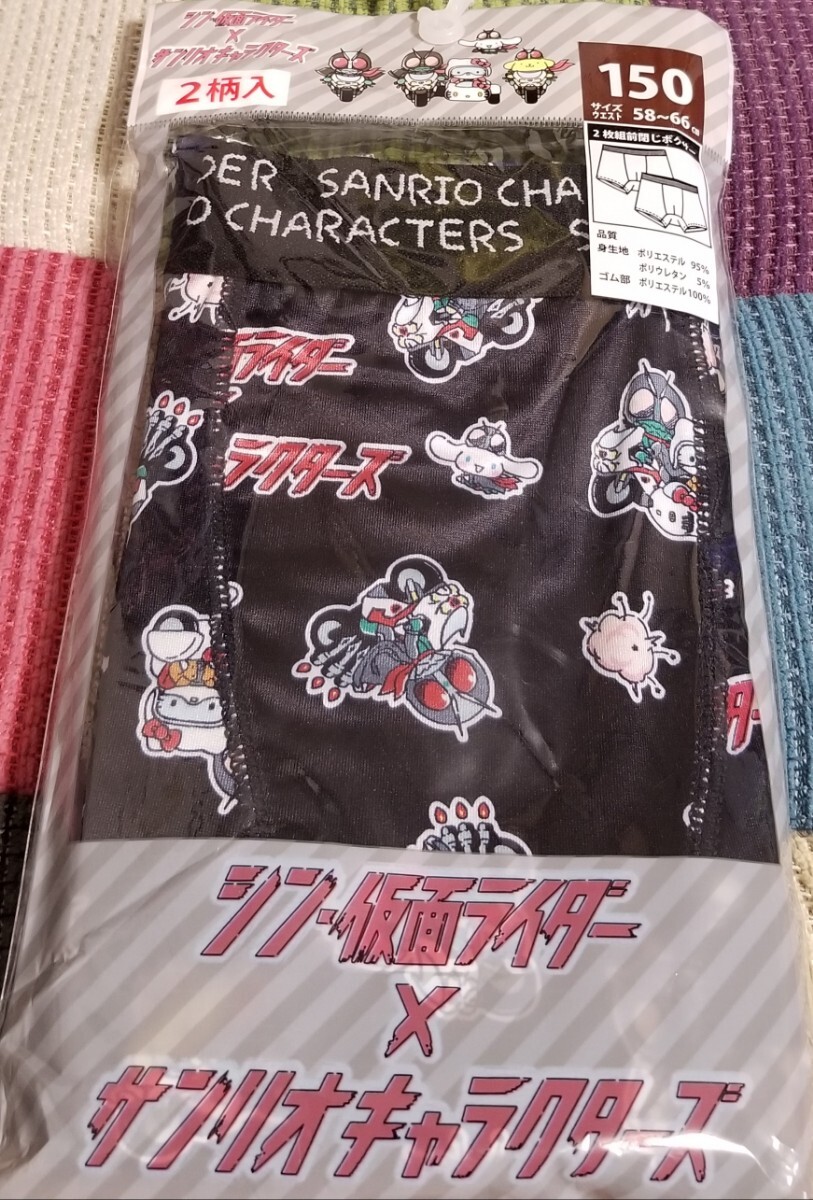 シン・仮面ライダー
×
サンリオキャラクターズ
2柄入
150
サイズ
ウエスト 58~66cm
2枚組前閉じボクサー
品質
身生地 ポリエステル 95%
ポリウレタン 5%
ゴム部 ポリエステル100%
DER SANRIO CHA
O CHARACTERS S
ライダー
ラクターズ
シン・仮面ライダー
×
サンリオキャラクターズ